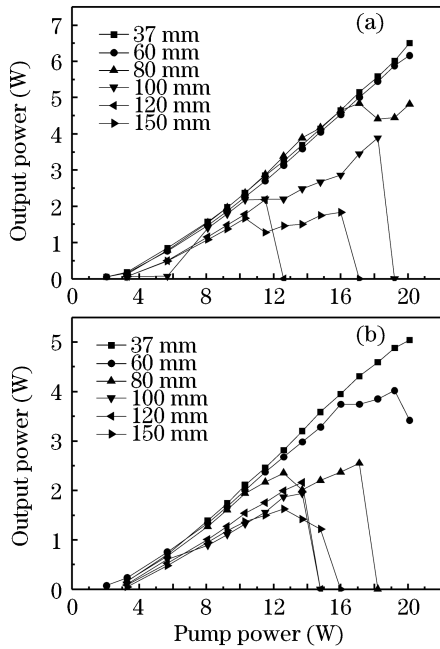 (a)
7
6
5
4
3
2
1
0
Output power (W)
37 mm
60 mm
80 mm
100 mm
120 mm
150 mm
0 4 8 12 16 20
(b)
5
4
3
2
1
0
Output power (W)
37 mm
60 mm
80 mm
100 mm
120 mm
150 mm
0 4 8 12 16 20
Pump power (W)